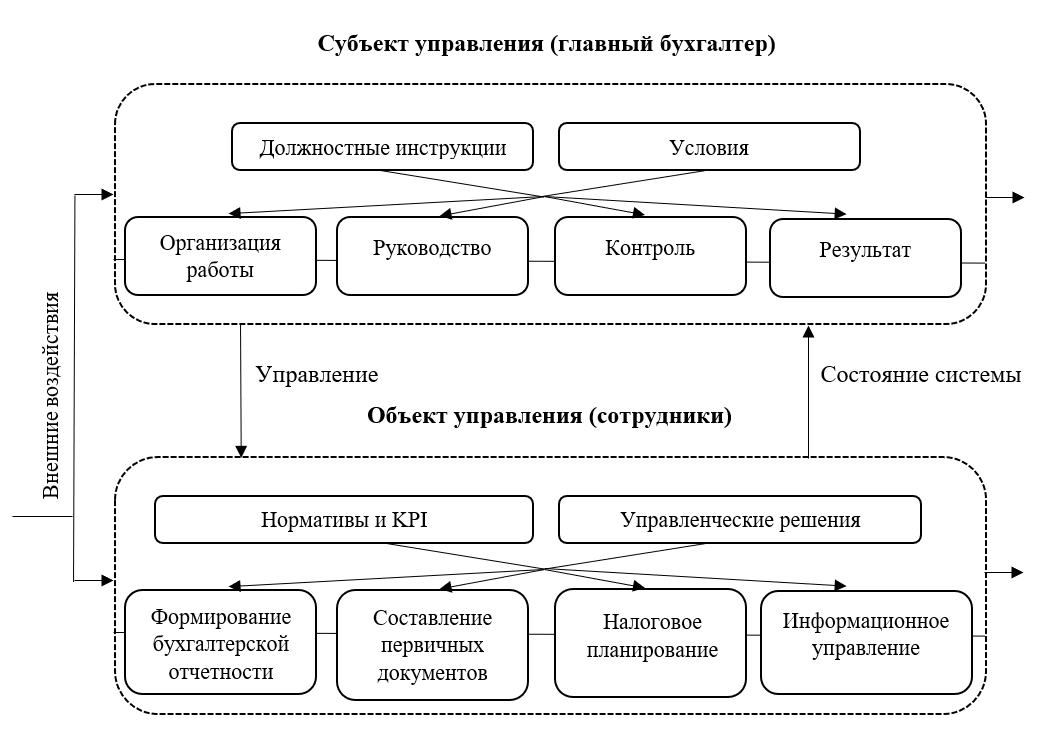 Субъект управления (главный бухгалтер)
Должностные инструкции
Условия
Организация
работы
Руководство
Контроль
Результат
Внешние воздействия
Управление
Состояние системы
Объект управления (сотрудники)
Нормативы и KPI
Управленческие решения
Формирование
бухгалтерской
отчетности
Составление
первичных
документов
Налоговое
планирование
Информационное
управление